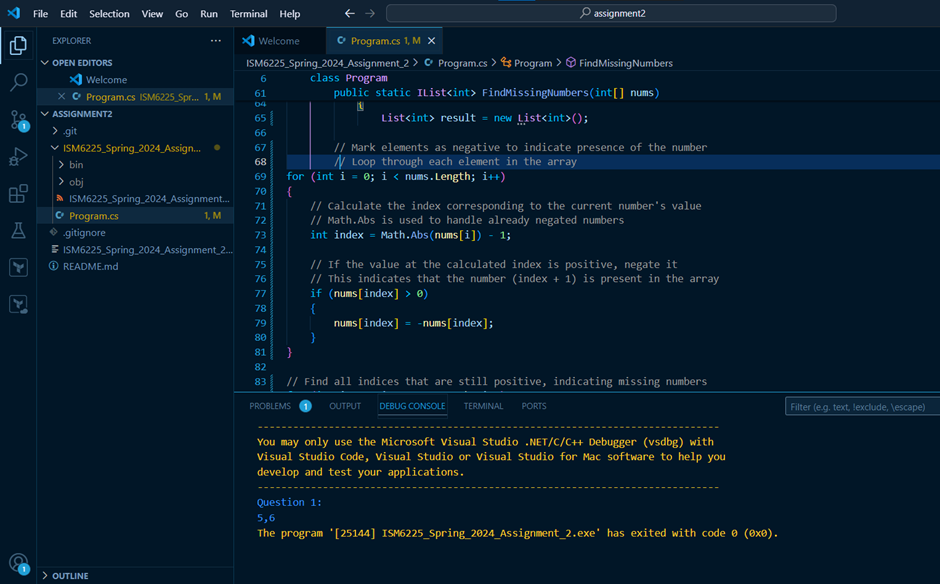 File Edit Selection View Go Run Terminal Help
assignment2
EXPLORER
OPEN EDITORS
Welcome
Program.cs ISM6225_Spr... 1, M
ASSIGNMENT2
.git
ISM6225_Spring_2024_Assign...
bin
obj
ISM6225_Spring_2024_Assignment...
Program.cs 1, M
.gitignore
ISM6225_Spring_2024_Assignment_2...
README.md
OUTLINE
1
1
Welcome
Program.cs 1, M
ISM6225_Spring_2024_Assignment_2 > Program.cs > Program > FindMissingNumbers
6 class Program
61 public static IList<int> FindMissingNumbers(int[] nums)
64 {
65 List<int> result = new List<int>();
66
67 // Mark elements as negative to indicate presence of the number
68 // Loop through each element in the array
69 for (int i = 0; i < nums.Length; i++)
70 {
71 // Calculate the index corresponding to the current number's value
72 // Math.Abs is used to handle already negated numbers
73 int index = Math.Abs(nums[i]) - 1;
74
75 // If the value at the calculated index is positive, negate it
76 // This indicates that the number (index + 1) is present in the array
77 if (nums[index] > 0)
78 {
79 nums[index] = -nums[index];
80 }
81 }
82
83 // Find all indices that are still positive, indicating missing numbers
PROBLEMS 1 OUTPUT DEBUG CONSOLE TERMINAL PORTS
Filter (e.g. text, !exclude, \escape)
-------------------------------------------------------------------
You may only use the Microsoft Visual Studio .NET/C/C++ Debugger (vsdbg) with
Visual Studio Code, Visual Studio or Visual Studio for Mac software to help you
develop and test your applications.
-------------------------------------------------------------------
Question 1:
5,6
The program '[25144] ISM6225_Spring_2024_Assignment_2.exe' has exited with code 0 (0x0).